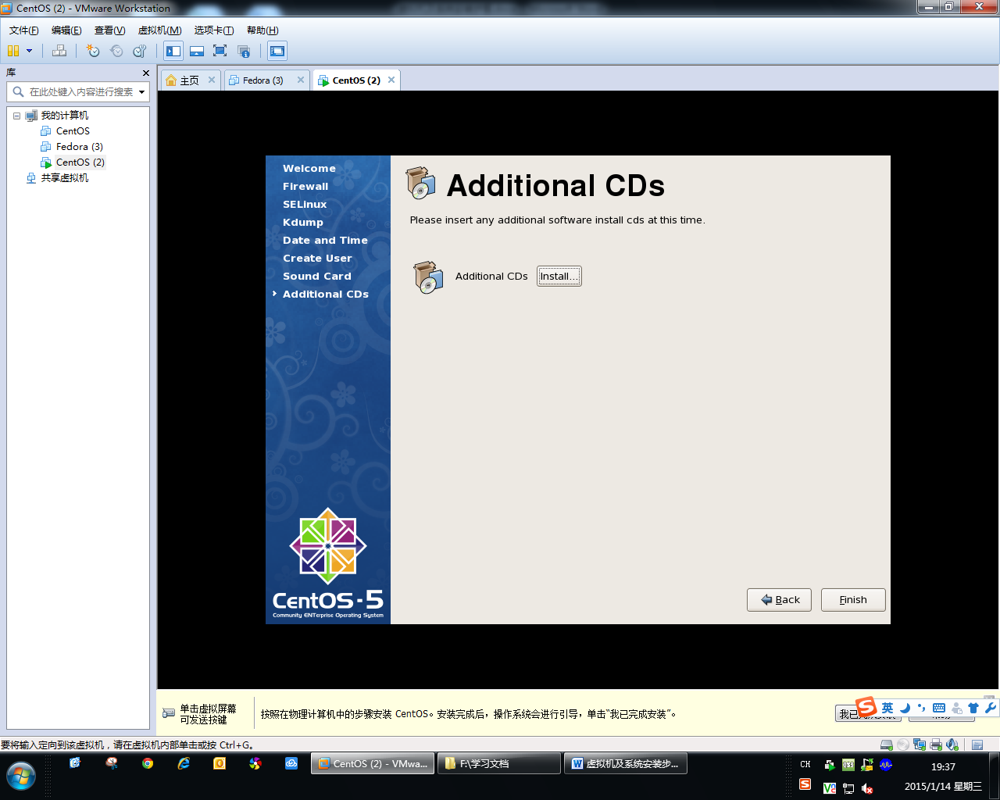 CentOS (2) - VMware Workstation
文件(F) 编辑(E) 查看(V) 虚拟机(M) 选项卡(T) 帮助(H)
库
在此处键入内容进行搜索
我的计算机
CentOS
Fedora (3)
CentOS (2)
共享虚拟机
主页
Fedora (3)
CentOS (2)
Welcome
Firewall
SELinux
Kdump
Date and Time
Create User
Sound Card
Additional CDs
CentOS-5
Community ENTerprise Operating System
Additional CDs
Please insert any additional software install cds at this time.
Additional CDs
Install...
Back
Finish
单击虚拟屏幕
可发送按键
按照在物理计算机中的步骤安装 CentOS。安装完成后，操作系统会进行引导，单击“我已完成安装”。
英
要将输入定向到该虚拟机，请在虚拟机内部单击或按 Ctrl+G。
CentOS (2) - VMwa...
F:\学习文档
虚拟机及系统安装步...
CH
19:37
2015/1/14 星期三